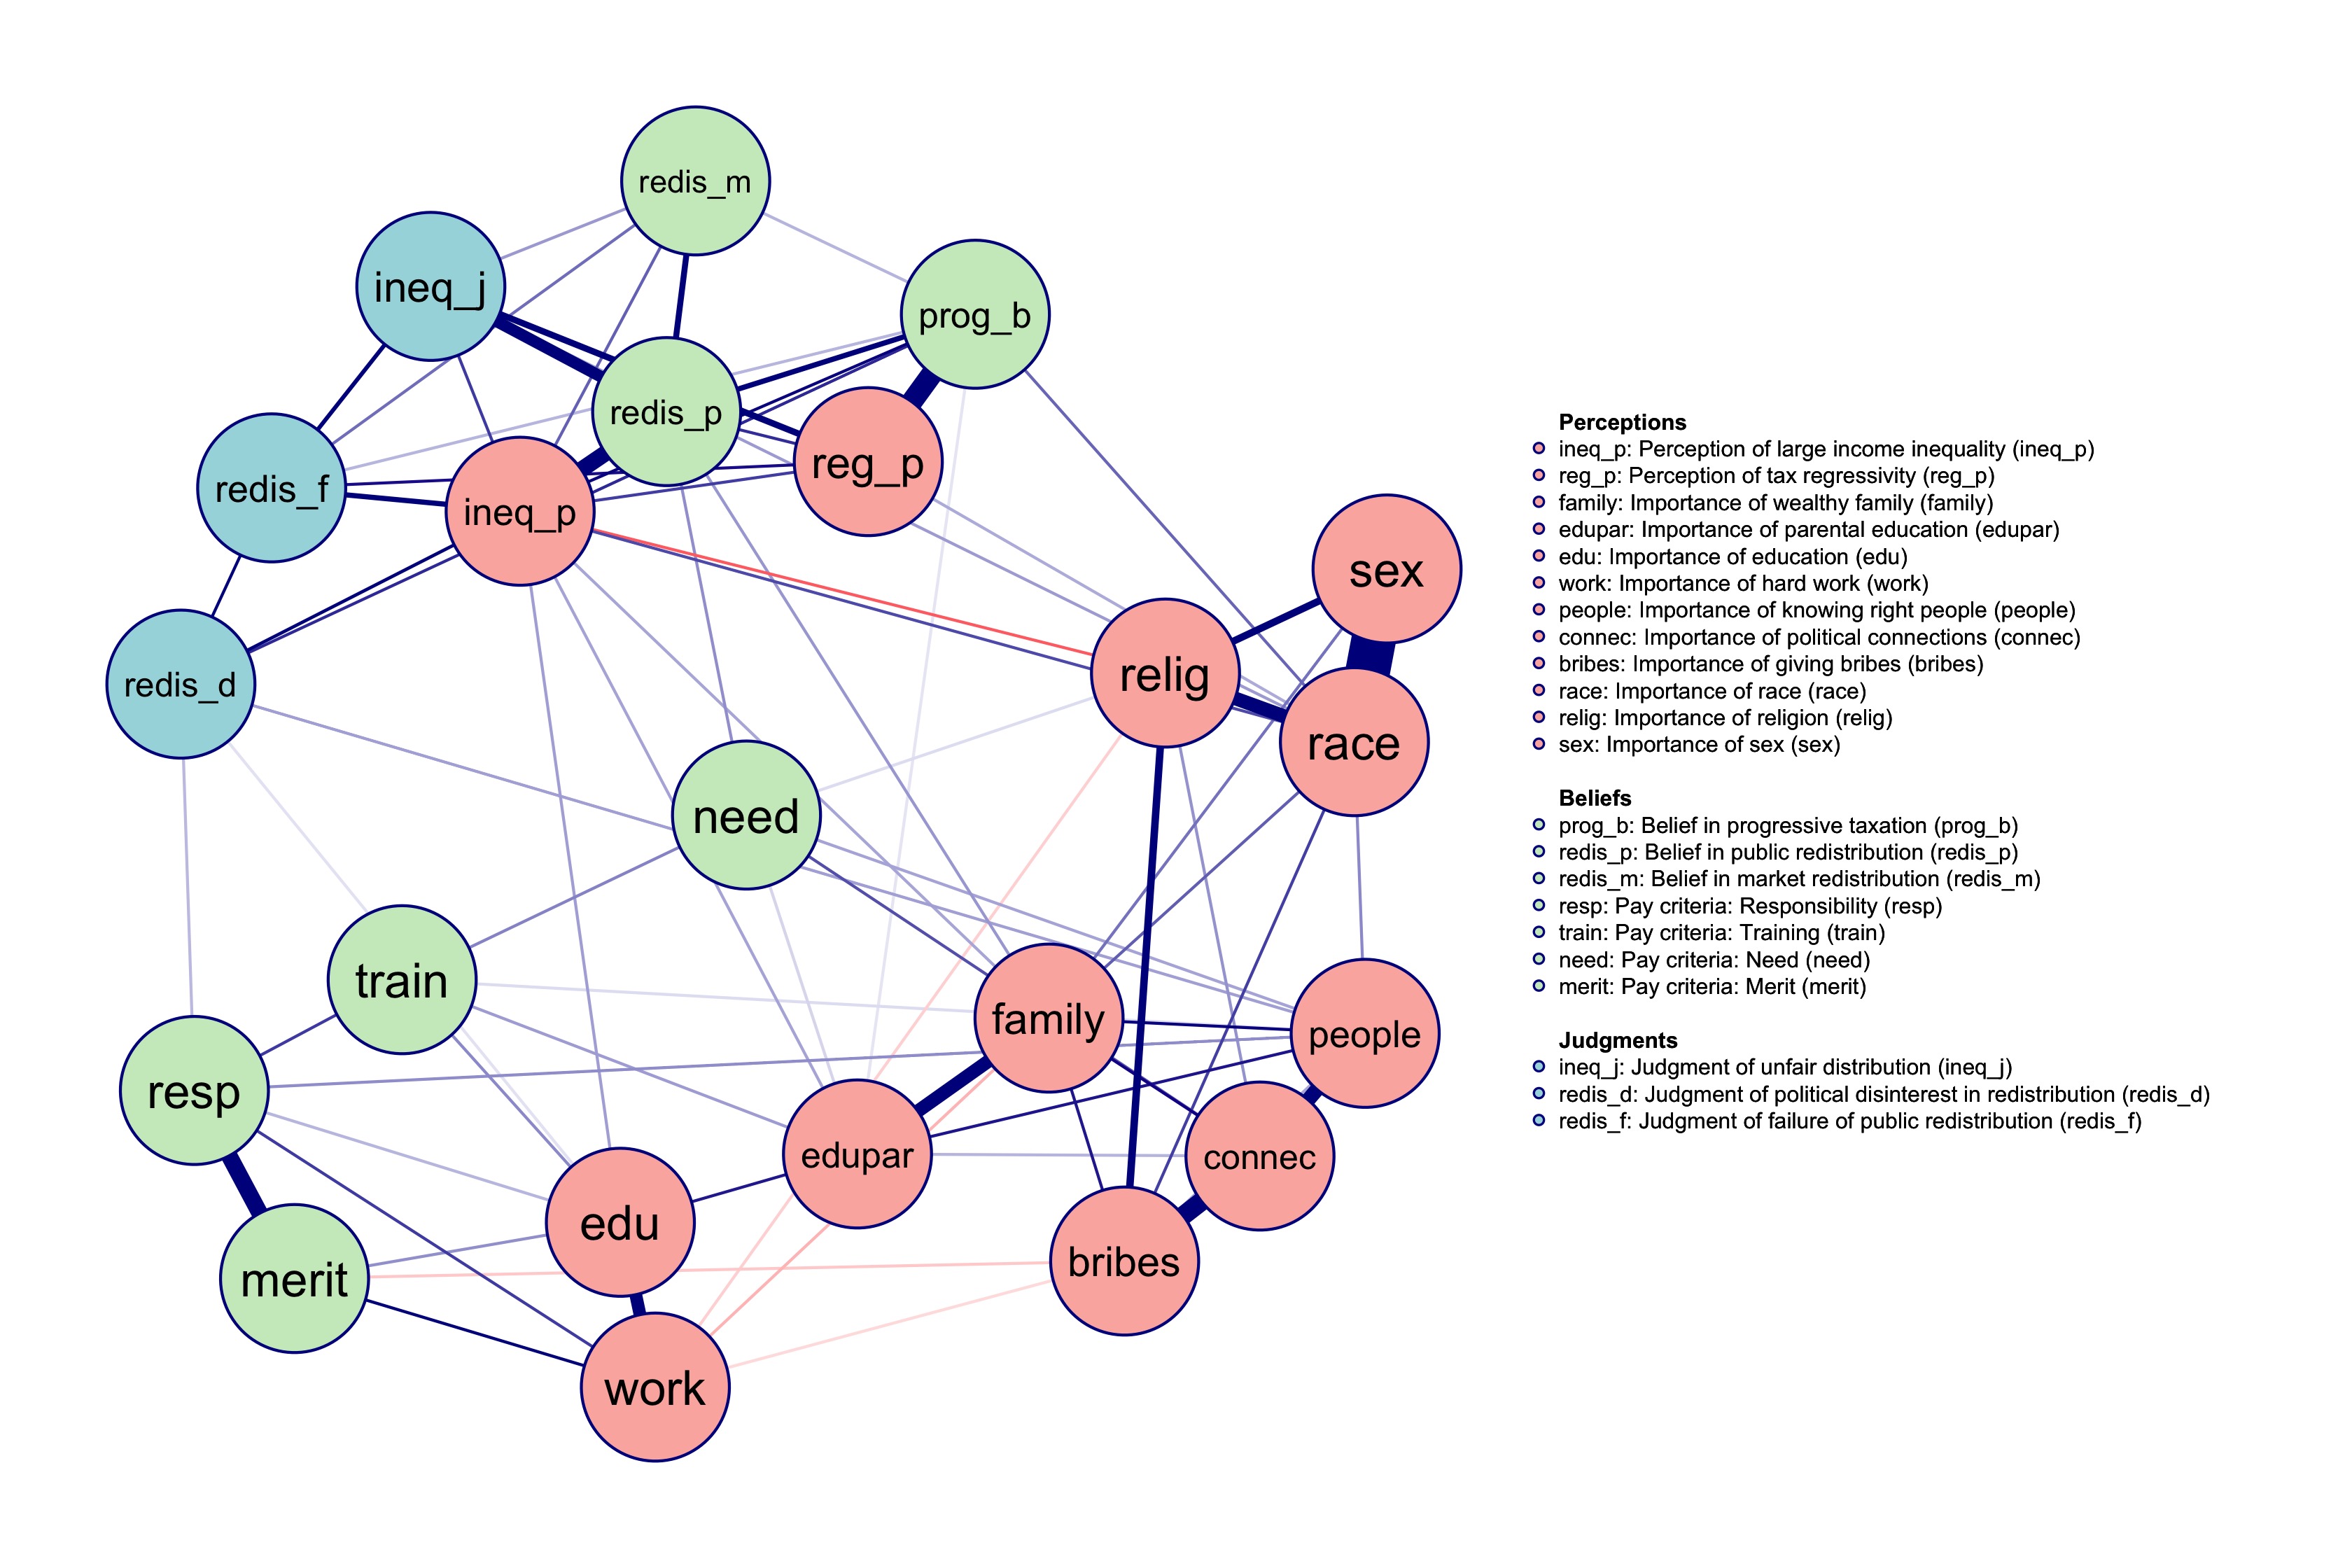 redis_m
ineq_j
prog_b
redis_p
reg_p
redis_f
ineq_p
sex
relig
redis_d
race
need
train
family
people
resp
edupar
connec
edu
bribes
merit
work
Perceptions
ineq_p: Perception of large income inequality (ineq_p)
reg_p: Perception of tax regressivity (reg_p)
family: Importance of wealthy family (family)
edupar: Importance of parental education (edupar)
edu: Importance of education (edu)
work: Importance of hard work (work)
people: Importance of knowing right people (people)
connec: Importance of political connections (connec)
bribes: Importance of giving bribes (bribes)
race: Importance of race (race)
relig: Importance of religion (relig)
sex: Importance of sex (sex)
Beliefs
prog_b: Belief in progressive taxation (prog_b)
redis_p: Belief in public redistribution (redis_p)
redis_m: Belief in market redistribution (redis_m)
resp: Pay criteria: Responsibility (resp)
train: Pay criteria: Training (train)
need: Pay criteria: Need (need)
merit: Pay criteria: Merit (merit)
Judgments
ineq_j: Judgment of unfair distribution (ineq_j)
redis_d: Judgment of political disinterest in redistribution (redis_d)
redis_f: Judgment of failure of public redistribution (redis_f)